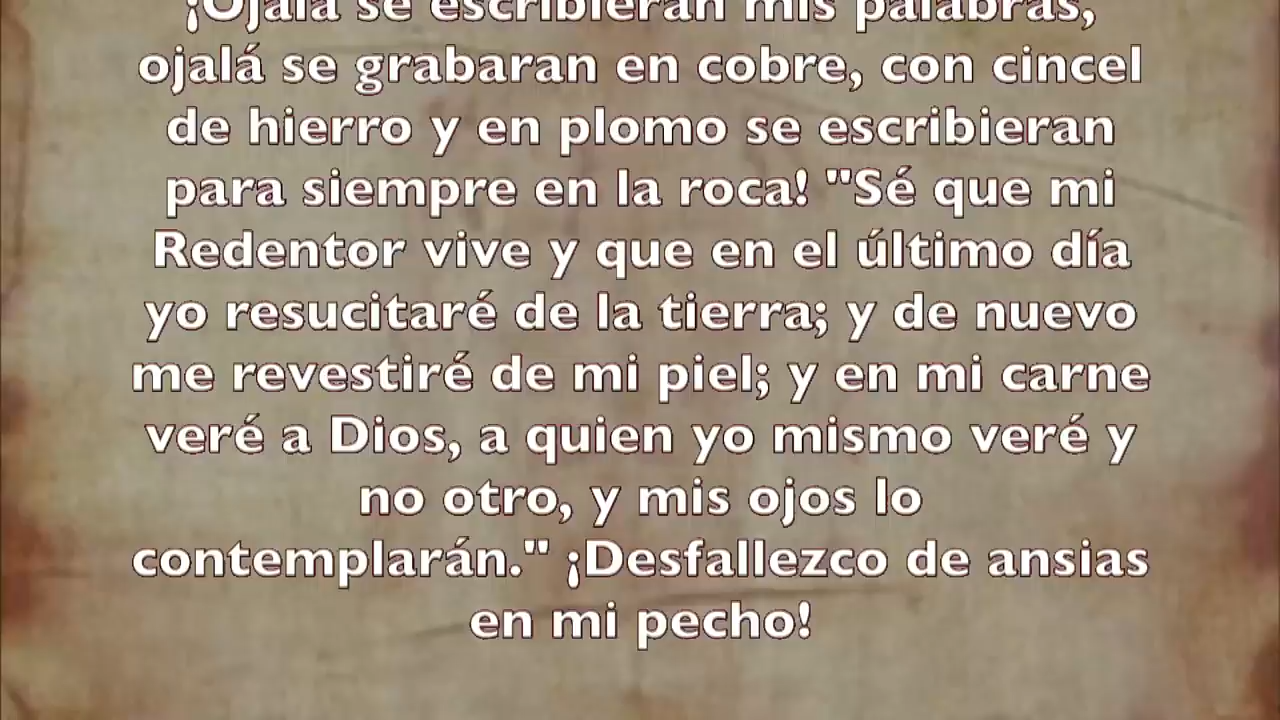 ¡Ojalá se escribieran mis palabras,
ojalá se grabaran en cobre, con cincel
de hierro y en plomo se escribieran
para siempre en la roca! "Sé que mi
Redentor vive y que en el último día
yo resucitaré de la tierra; y de nuevo
me revestiré de mi piel; y en mi carne
veré a Dios, a quien yo mismo veré y
no otro, y mis ojos lo
contemplarán." ¡Desfallezco de ansias
en mi pecho!